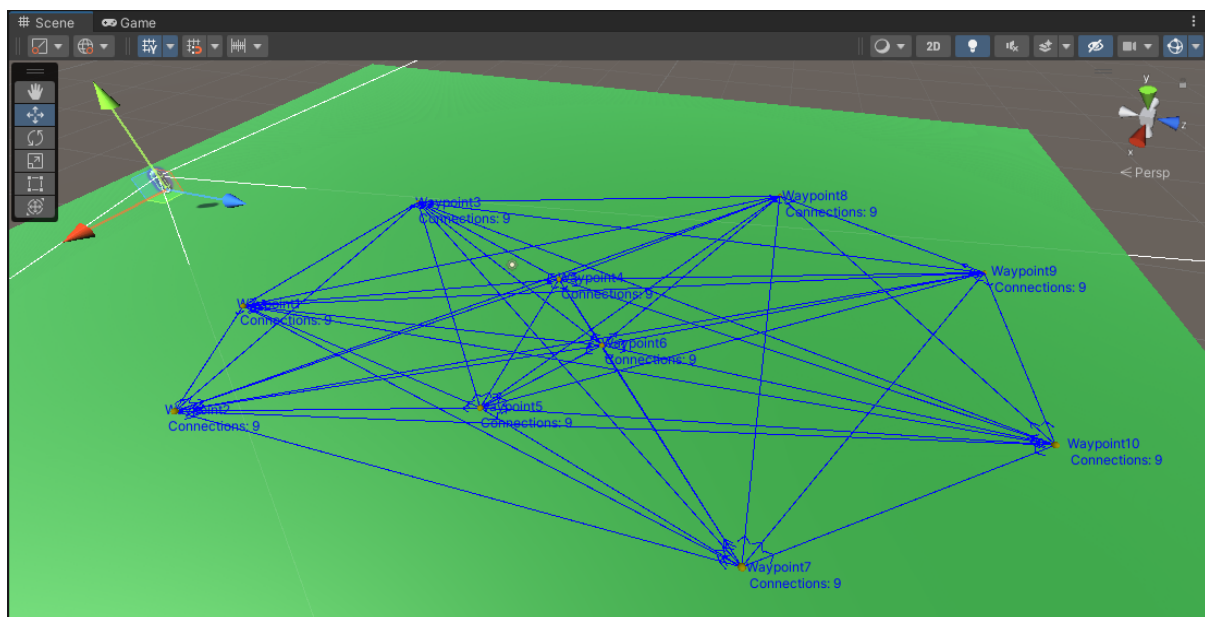 Scene
Game
2D
y
z
x
Persp
Waypoint3
Connections: 9
Waypoint8
Connections: 9
Waypoint4
Connections: 9
Waypoint9
Connections: 9
Waypoint1
Connections: 9
Waypoint6
Connections: 9
Waypoint2
Connections: 9
Waypoint5
Connections: 9
Waypoint10
Connections: 9
Waypoint7
Connections: 9